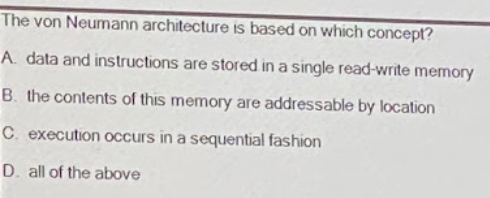 The von Neumann architecture is based on which concept?
A. data and instructions are stored in a single read-write memory
B. the contents of this memory are addressable by location
C. execution occurs in a sequential fashion
D. all of the above